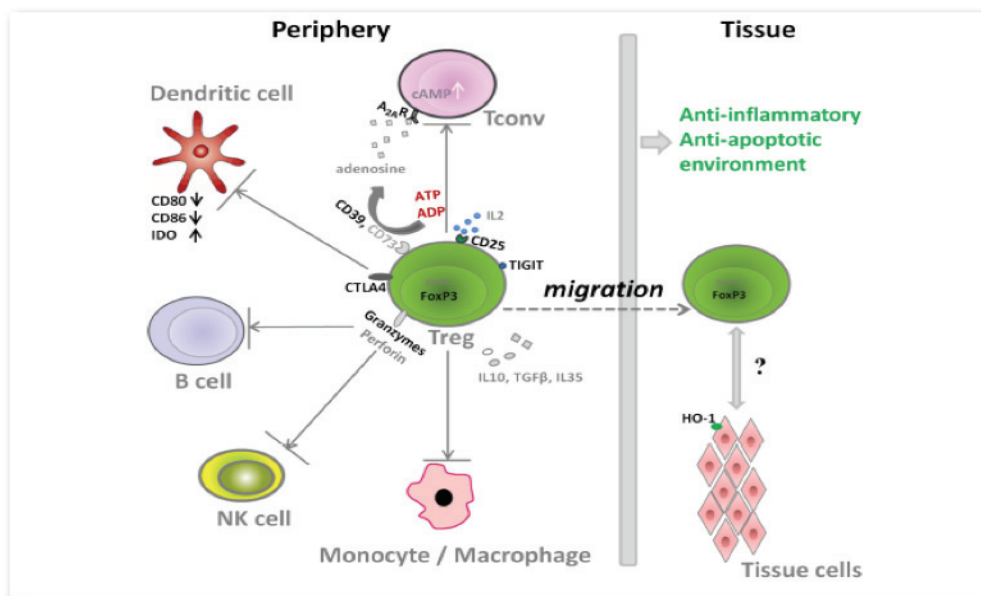 Periphery
Tissue
Dendritic cell
CD80
CD86
IDO
cAMP
A2AR
Tconv
adenosine
ATP
ADP
CD39, CD73
IL2
CD25
TIGIT
CTLA4
FoxP3
Treg
Granzymes
Perforin
IL10, TGFβ, IL35
B cell
NK cell
Monocyte / Macrophage
migration
Anti-inflammatory
Anti-apoptotic
environment
FoxP3
?
HO-1
Tissue cells